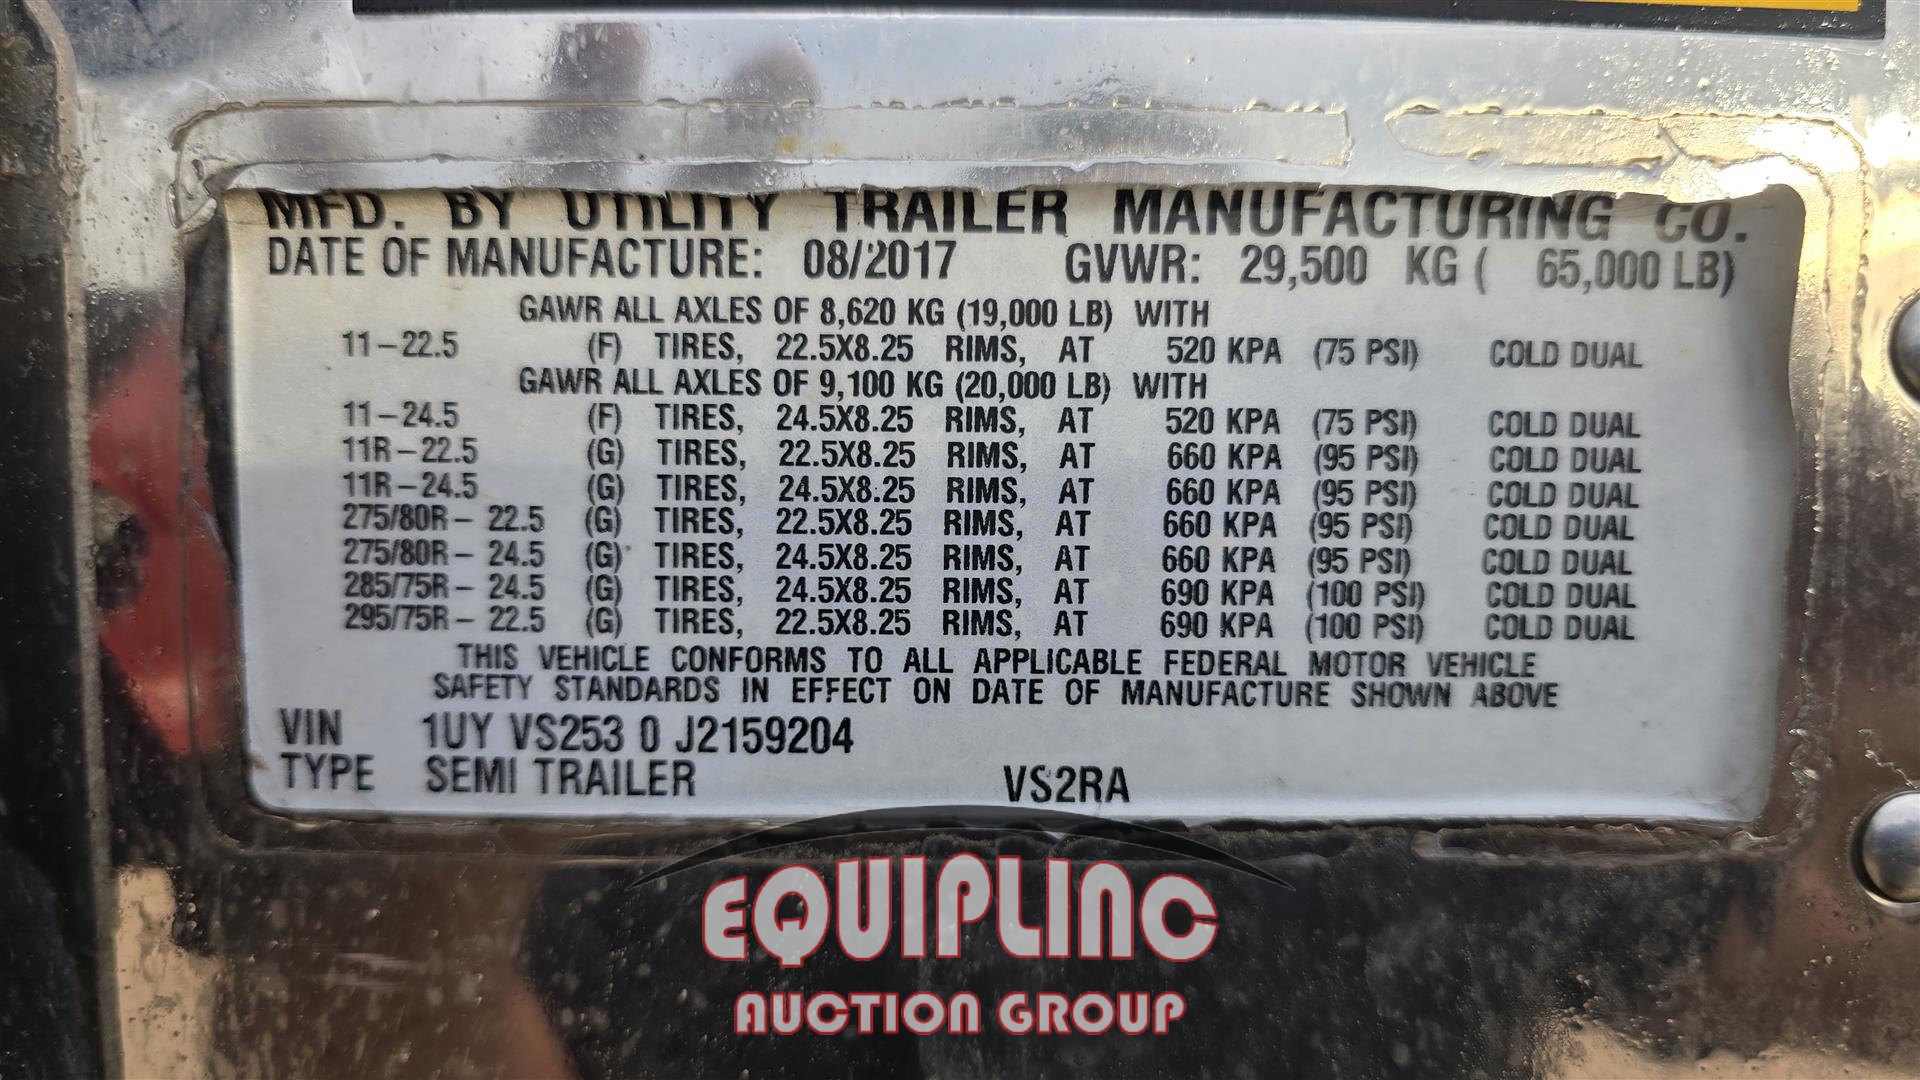 MFD. BY UTILITY TRAILER MANUFACTURING CO.
DATE OF MANUFACTURE: 08/2017 GVWR: 29,500 KG ( 65,000 LB)
GAWR ALL AXLES OF 8,620 KG (19,000 LB) WITH
11-22.5 (F) TIRES, 22.5X8.25 RIMS, AT 520 KPA (75 PSI) COLD DUAL
GAWR ALL AXLES OF 9,100 KG (20,000 LB) WITH
11-24.5 (F) TIRES, 24.5X8.25 RIMS, AT 520 KPA (75 PSI) COLD DUAL
11R-22.5 (G) TIRES, 22.5X8.25 RIMS, AT 660 KPA (95 PSI) COLD DUAL
11R-24.5 (G) TIRES, 24.5X8.25 RIMS, AT 660 KPA (95 PSI) COLD DUAL
275/80R- 22.5 (G) TIRES, 22.5X8.25 RIMS, AT 660 KPA (95 PSI) COLD DUAL
275/80R- 24.5 (G) TIRES, 24.5X8.25 RIMS, AT 660 KPA (95 PSI) COLD DUAL
285/75R- 24.5 (G) TIRES, 24.5X8.25 RIMS, AT 690 KPA (100 PSI) COLD DUAL
295/75R- 22.5 (G) TIRES, 22.5X8.25 RIMS, AT 690 KPA (100 PSI) COLD DUAL
THIS VEHICLE CONFORMS TO ALL APPLICABLE FEDERAL MOTOR VEHICLE
SAFETY STANDARDS IN EFFECT ON DATE OF MANUFACTURE SHOWN ABOVE
VIN 1UY VS253 0 J2159204
TYPE SEMI TRAILER VS2RA
EQUIPLINC
AUCTION GROUP